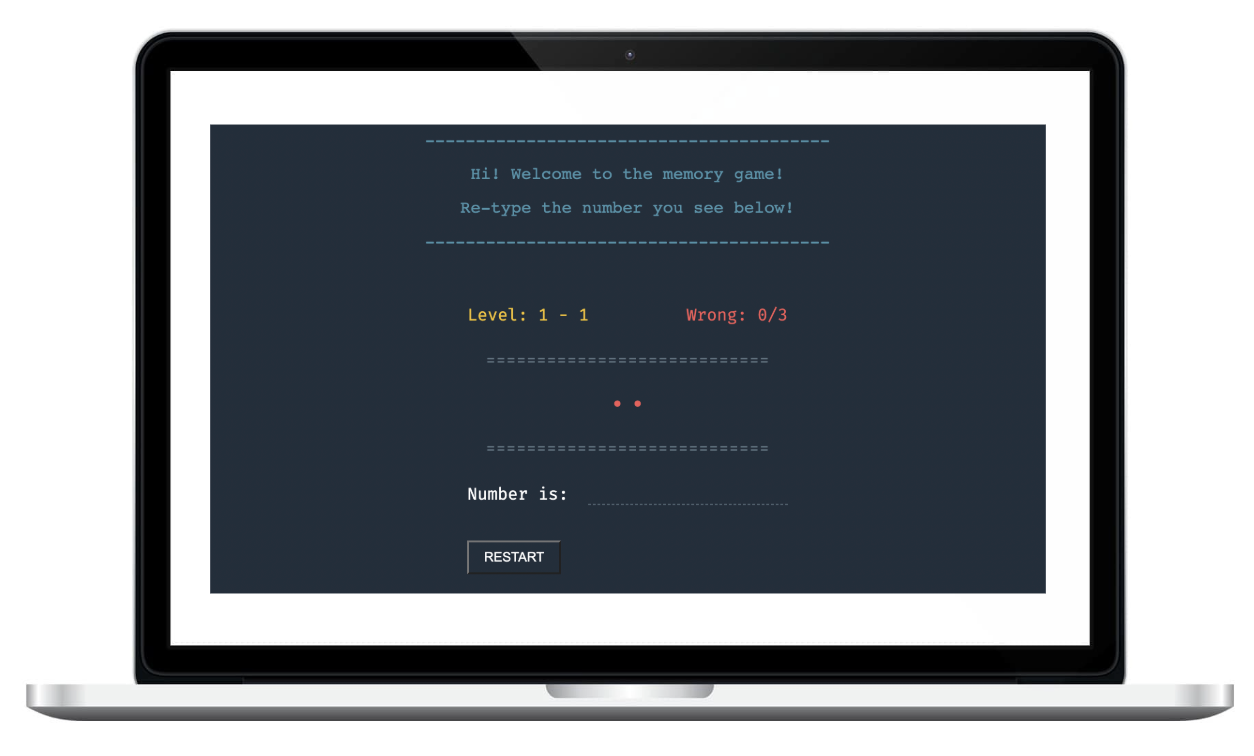 ----------------------------------------
Hi! Welcome to the memory game!
Re-type the number you see below!
----------------------------------------
Level: 1 - 1 Wrong: 0/3
============================
• •
============================
Number is:
RESTART